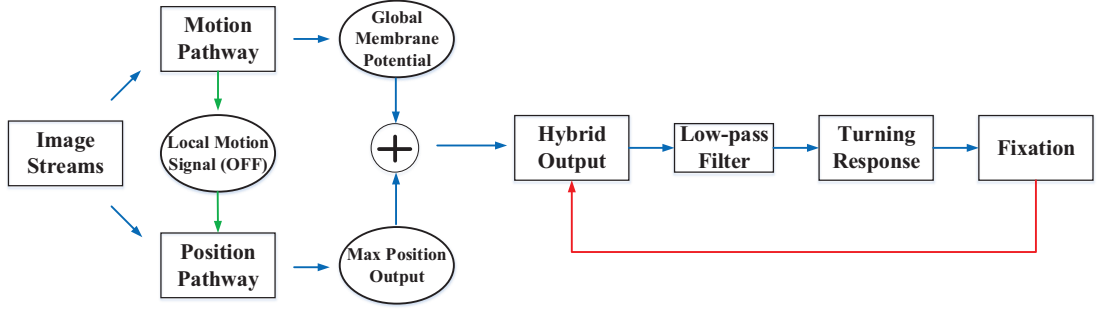 Image
Streams
Motion
Pathway
Local Motion
Signal (OFF)
Position
Pathway
Global
Membrane
Potential
Max Position
Output
+
Hybrid
Output
Low-pass
Filter
Turning
Response
Fixation